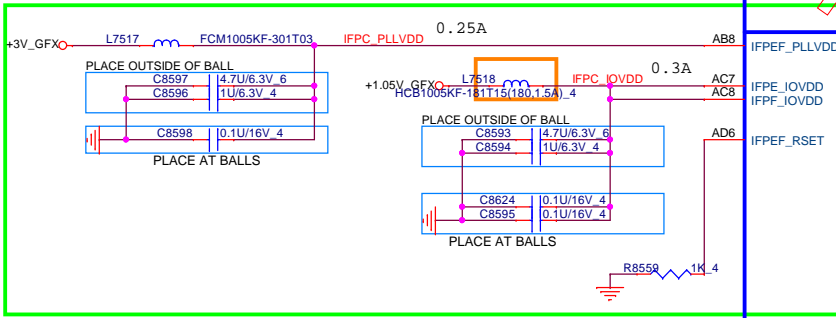 0.25A
+3V_GFX L7517 FCM1005KF-301T03 IFPC_PLLVDD AB8 IFPEF_PLLVDD
PLACE OUTSIDE OF BALL
C8597 4.7U/6.3V_6
C8596 1U/6.3V_4
C8598 0.1U/16V_4
PLACE AT BALLS
0.3A
+1.05V_GFX L7518 IFPC_IOVDD AC7 IFPE_IOVDD
HCB1005KF-181T15(180,1.5A)_4 AC8 IFPF_IOVDD
PLACE OUTSIDE OF BALL
C8593 4.7U/6.3V_6
C8594 1U/6.3V_4
C8624 0.1U/16V_4
C8595 0.1U/16V_4
PLACE AT BALLS
AD6 IFPEF_RSET
R8559 1K_4